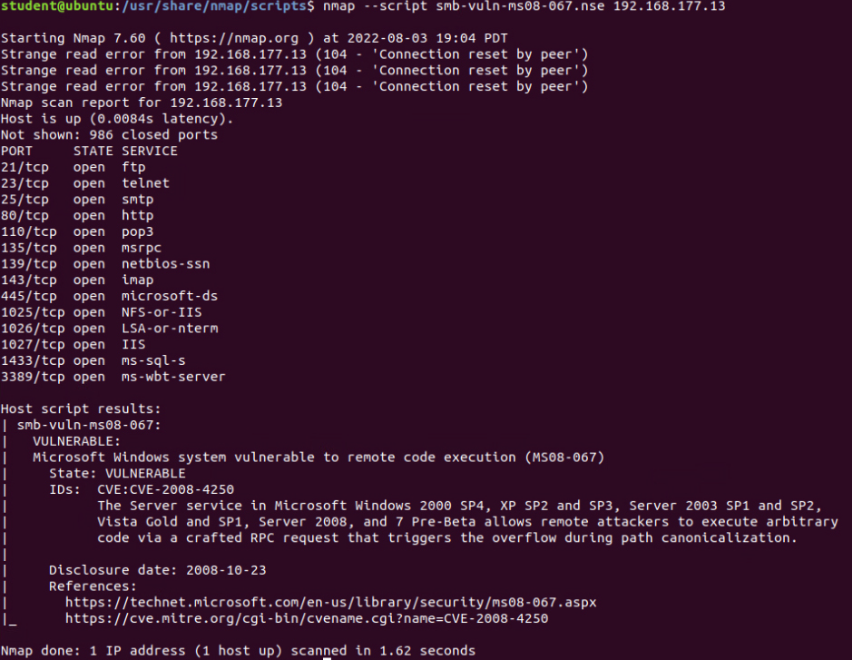 student@ubuntu:/usr/share/nmap/scripts$ nmap --script smb-vuln-ms08-067.nse 192.168.177.13
Starting Nmap 7.60 ( https://nmap.org ) at 2022-08-03 19:04 PDT
Strange read error from 192.168.177.13 (104 - 'Connection reset by peer')
Strange read error from 192.168.177.13 (104 - 'Connection reset by peer')
Strange read error from 192.168.177.13 (104 - 'Connection reset by peer')
Nmap scan report for 192.168.177.13
Host is up (0.0084s latency).
Not shown: 986 closed ports
PORT     STATE SERVICE
21/tcp   open  ftp
23/tcp   open  telnet
25/tcp   open  smtp
80/tcp   open  http
110/tcp  open  pop3
135/tcp  open  msrpc
139/tcp  open  netbios-ssn
143/tcp  open  imap
445/tcp  open  microsoft-ds
1025/tcp open  NFS-or-IIS
1026/tcp open  LSA-or-nterm
1027/tcp open  IIS
1433/tcp open  ms-sql-s
3389/tcp open  ms-wbt-server
Host script results:
| smb-vuln-ms08-067:
|   VULNERABLE:
|   Microsoft Windows system vulnerable to remote code execution (MS08-067)
|     State: VULNERABLE
|     IDs:  CVE:CVE-2008-4250
|           The Server service in Microsoft Windows 2000 SP4, XP SP2 and SP3, Server 2003 SP1 and SP2,
|           Vista Gold and SP1, Server 2008, and 7 Pre-Beta allows remote attackers to execute arbitrary
|           code via a crafted RPC request that triggers the overflow during path canonicalization.
|
|     Disclosure date: 2008-10-23
|     References:
|       https://technet.microsoft.com/en-us/library/security/ms08-067.aspx
|_      https://cve.mitre.org/cgi-bin/cvename.cgi?name=CVE-2008-4250
Nmap done: 1 IP address (1 host up) scanned in 1.62 seconds